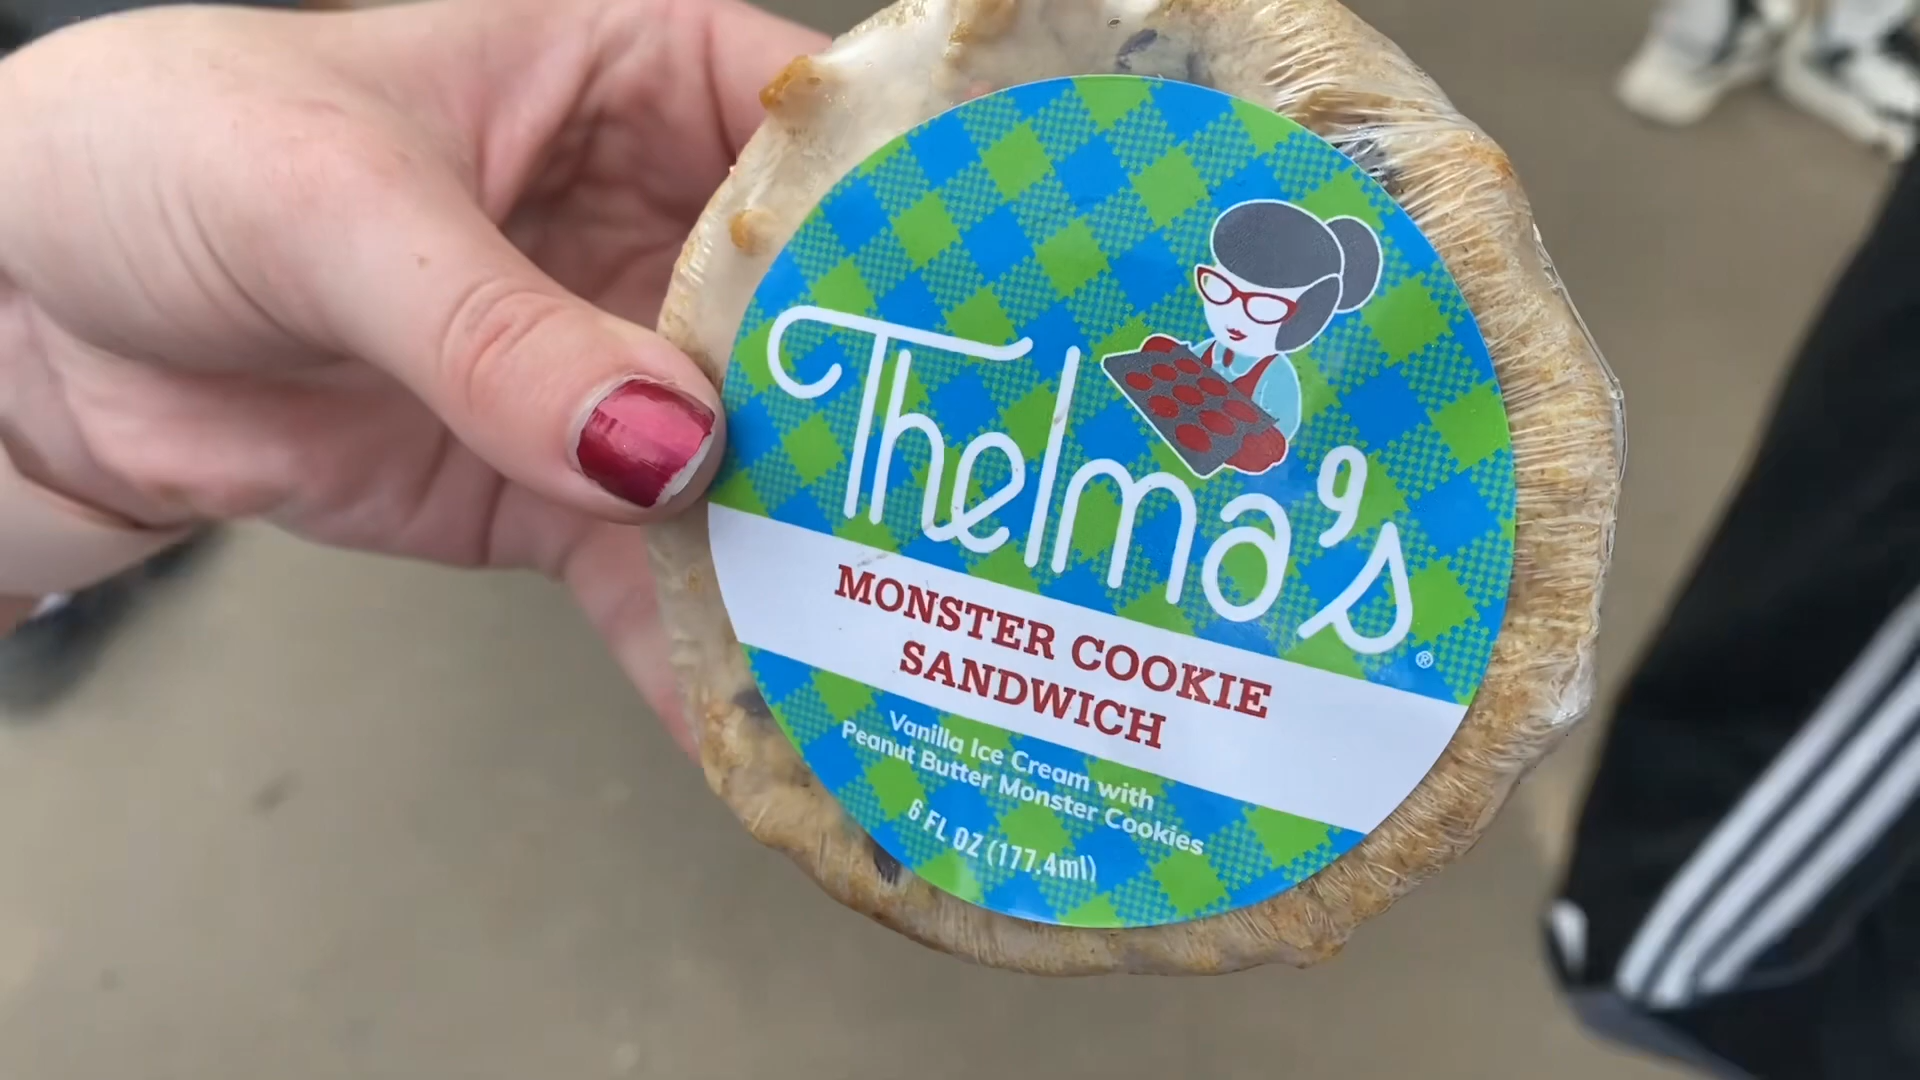 Thelma's®
MONSTER COOKIE
SANDWICH
Vanilla Ice Cream with
Peanut Butter Monster Cookies
6 FL OZ (177.4ml)